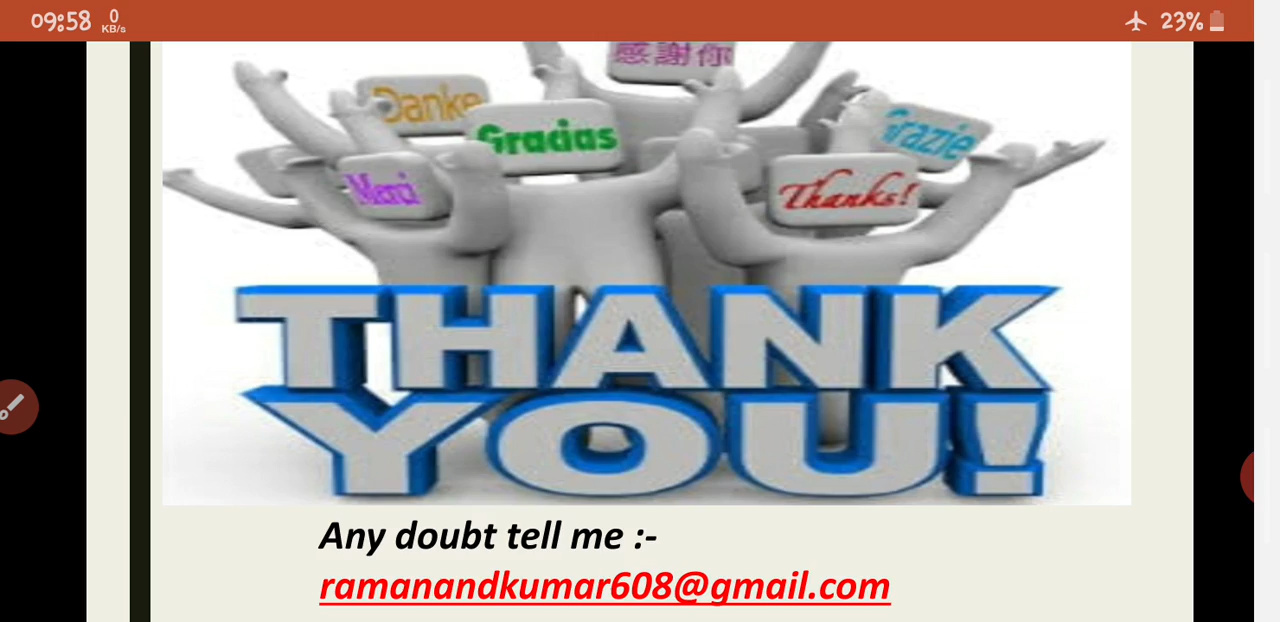 09:58 0 KB/s 23%
感謝你
Danke
Gracias
Grazie
Merci
Thanks!
THANK
YOU!
Any doubt tell me :-
ramanandkumar608@gmail.com